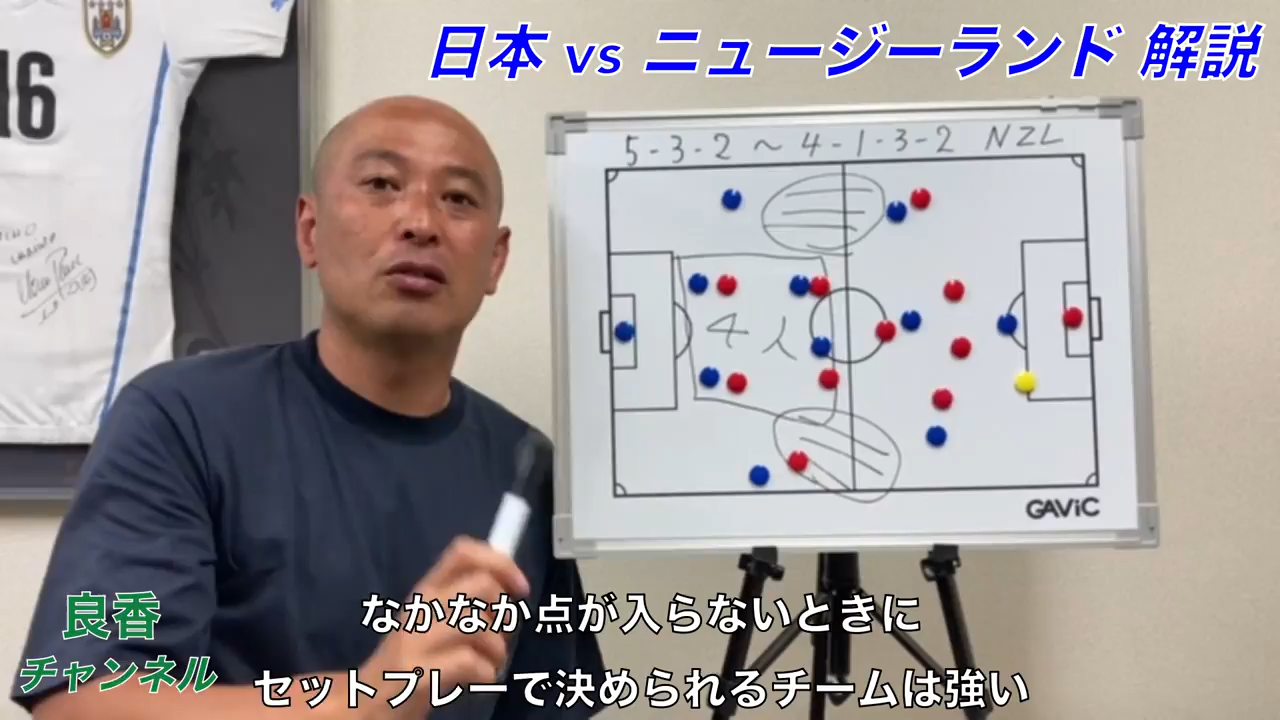 日本 vs ニュージーランド 解説
16
5-3-2 ~ 4-1-3-2 NZL
4人
GAViC
良香
チャンネル
なかなか点が入らないときに
セットプレーで決められるチームは強い